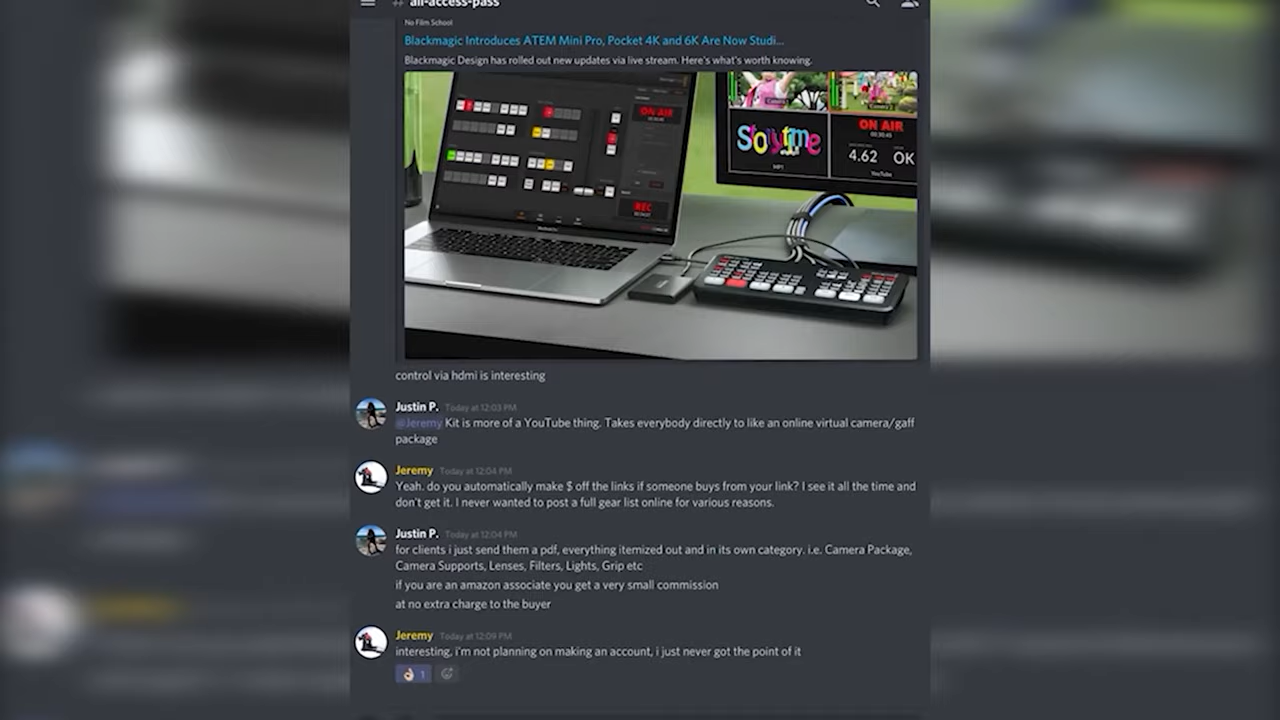 # all-access-pass
No Film School
Blackmagic Introduces ATEM Mini Pro, Pocket 4K and 6K Are Now Studi...
Blackmagic Design has rolled out new updates via live stream. Here's what's worth knowing.
ON AIR
Storytime
ON AIR
4.62 OK
YouTube
REC
control via hdmi is interesting
Justin P. Today at 12:03 PM
@Jeremy Kit is more of a YouTube thing. Takes everybody directly to like an online virtual camera/gaff
package
Jeremy Today at 12:04 PM
Yeah. do you automatically make $ off the links if someone buys from your link? I see it all the time and
don't get it. I never wanted to post a full gear list online for various reasons.
Justin P. Today at 12:04 PM
for clients i just send them a pdf, everything itemized out and in its own category. i.e. Camera Package,
Camera Supports, Lenses, Filters, Lights, Grip etc
if you are an amazon associate you get a very small commission
at no extra charge to the buyer
Jeremy Today at 12:09 PM
interesting, i'm not planning on making an account, i just never got the point of it
1